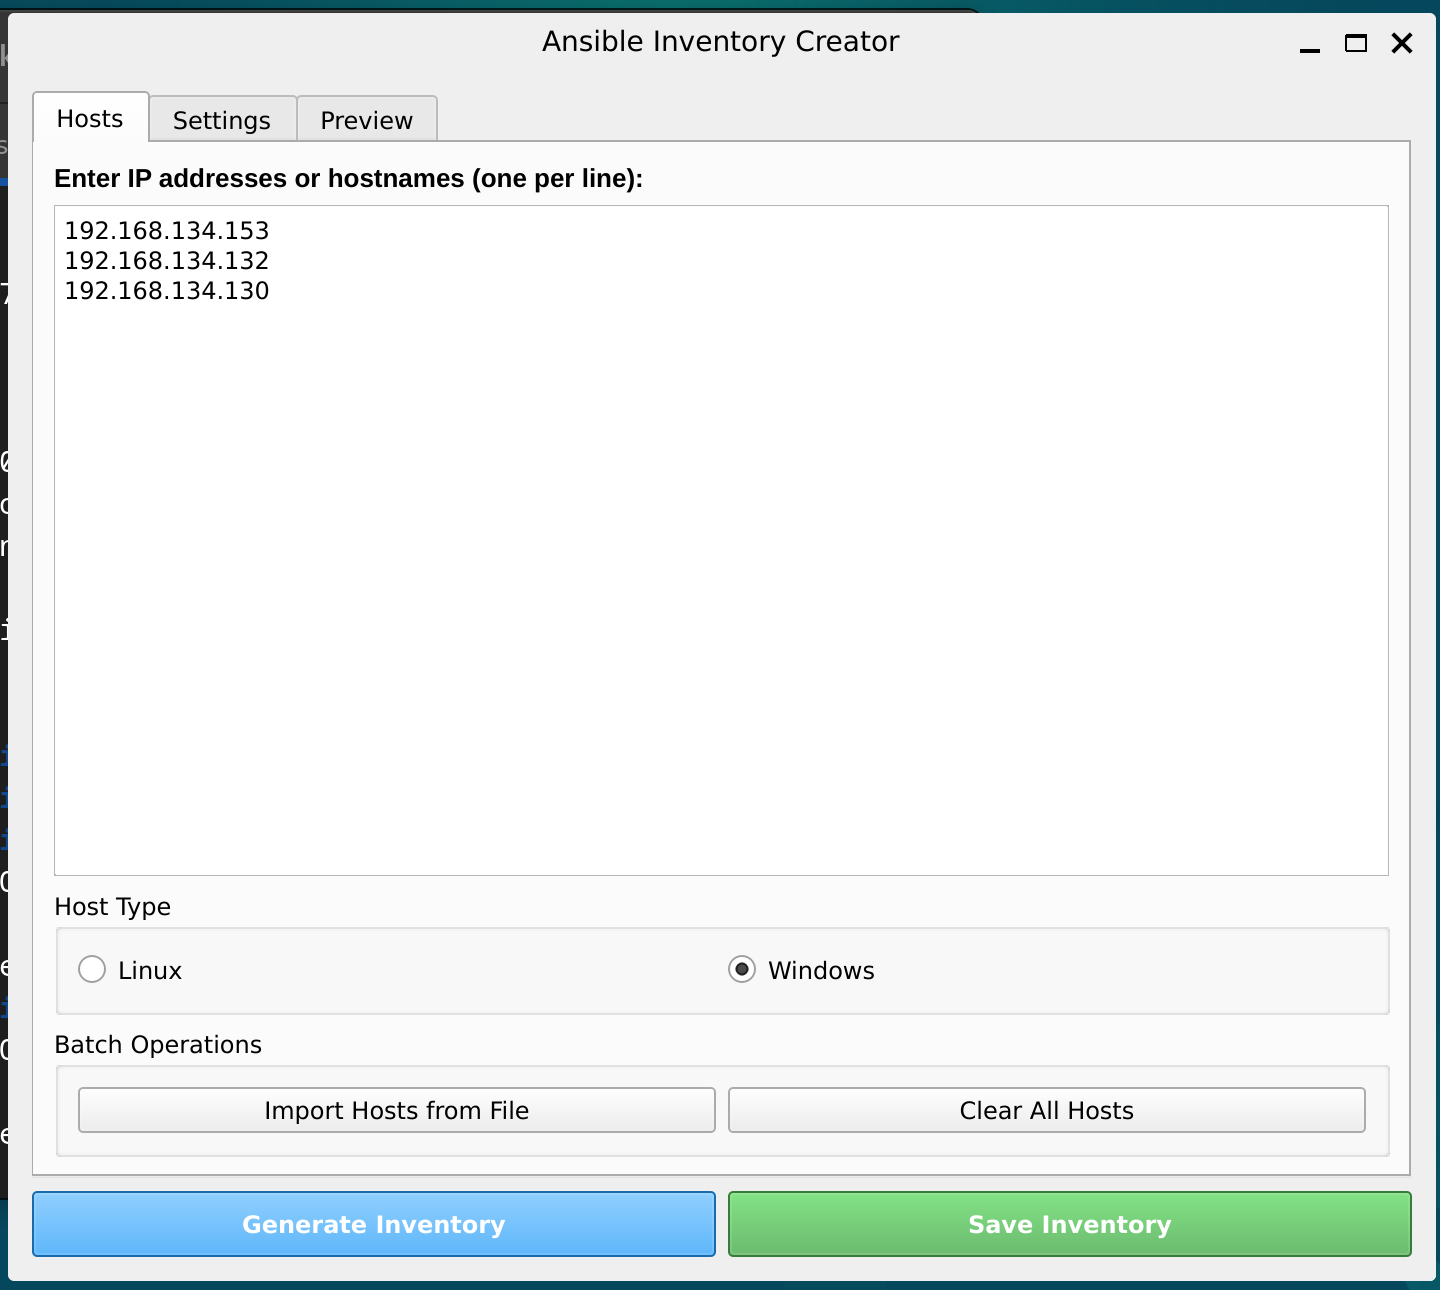 Ansible Inventory Creator
Hosts
Settings
Preview
Enter IP addresses or hostnames (one per line):
192.168.134.153
192.168.134.132
192.168.134.130
Host Type
Linux
Windows
Batch Operations
Import Hosts from File
Clear All Hosts
Generate Inventory
Save Inventory